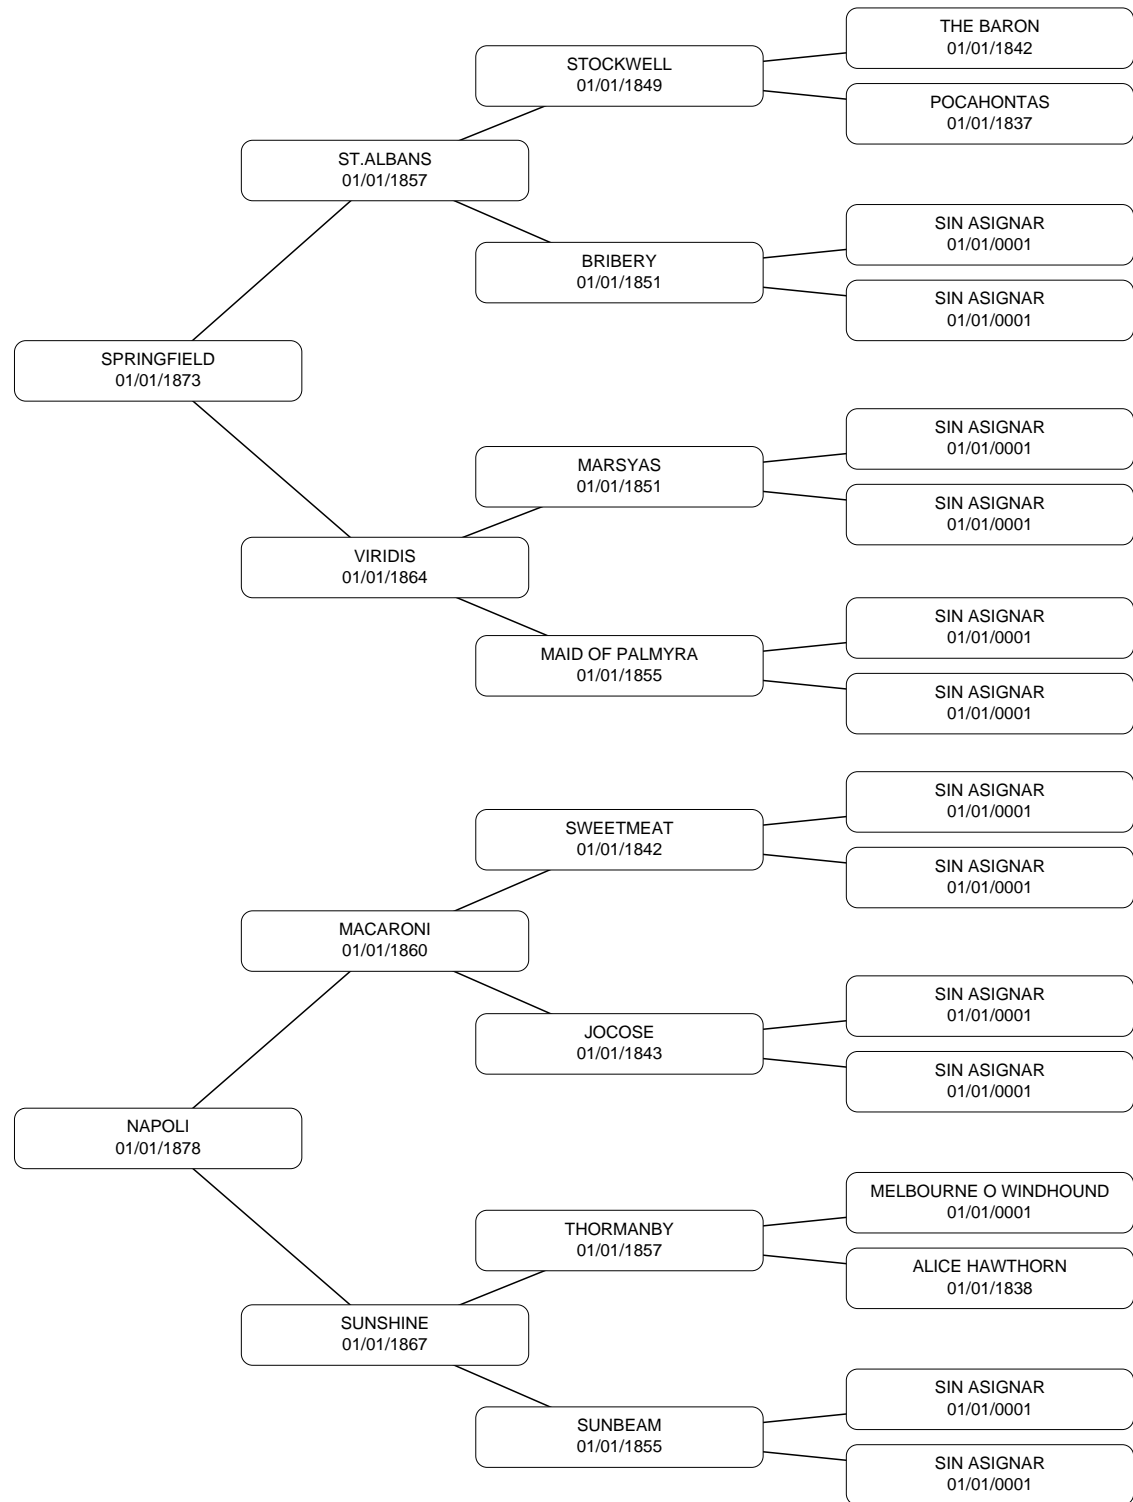 THE BARON
01/01/1842
STOCKWELL
01/01/1849
POCAHONTAS
01/01/1837
ST.ALBANS
01/01/1857
SIN ASIGNAR
01/01/0001
BRIBERY
01/01/1851
SIN ASIGNAR
01/01/0001
SPRINGFIELD
01/01/1873
SIN ASIGNAR
01/01/0001
MARSYAS
01/01/1851
SIN ASIGNAR
01/01/0001
VIRIDIS
01/01/1864
SIN ASIGNAR
01/01/0001
MAID OF PALMYRA
01/01/1855
SIN ASIGNAR
01/01/0001
SIN ASIGNAR
01/01/0001
SWEETMEAT
01/01/1842
SIN ASIGNAR
01/01/0001
MACARONI
01/01/1860
SIN ASIGNAR
01/01/0001
JOCOSE
01/01/1843
SIN ASIGNAR
01/01/0001
NAPOLI
01/01/1878
MELBOURNE O WINDHOUND
01/01/0001
THORMANBY
01/01/1857
ALICE HAWTHORN
01/01/1838
SUNSHINE
01/01/1867
SIN ASIGNAR
01/01/0001
SUNBEAM
01/01/1855
SIN ASIGNAR
01/01/0001